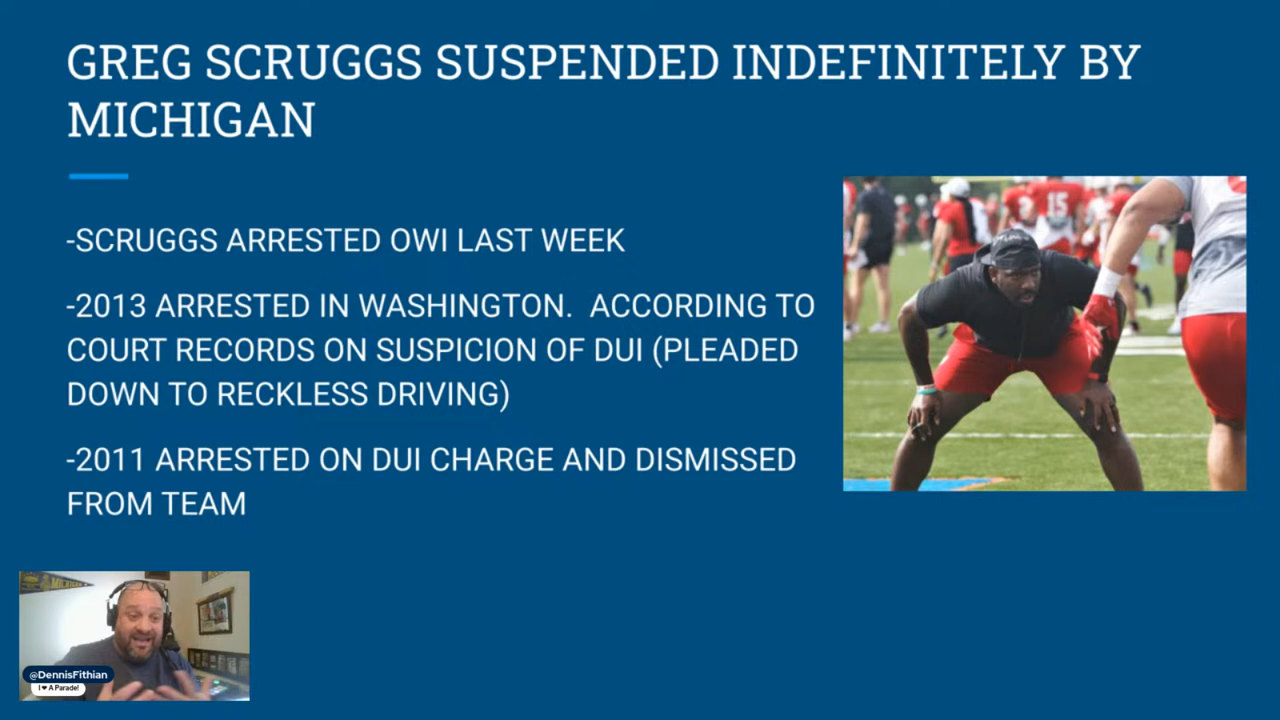 GREG SCRUGGS SUSPENDED INDEFINITELY BY
MICHIGAN
-SCRUGGS ARRESTED OWI LAST WEEK
-2013 ARRESTED IN WASHINGTON. ACCORDING TO
COURT RECORDS ON SUSPICION OF DUI (PLEADED
DOWN TO RECKLESS DRIVING)
-2011 ARRESTED ON DUI CHARGE AND DISMISSED
FROM TEAM
15
@DennisFithian
I ❤ A Parade!